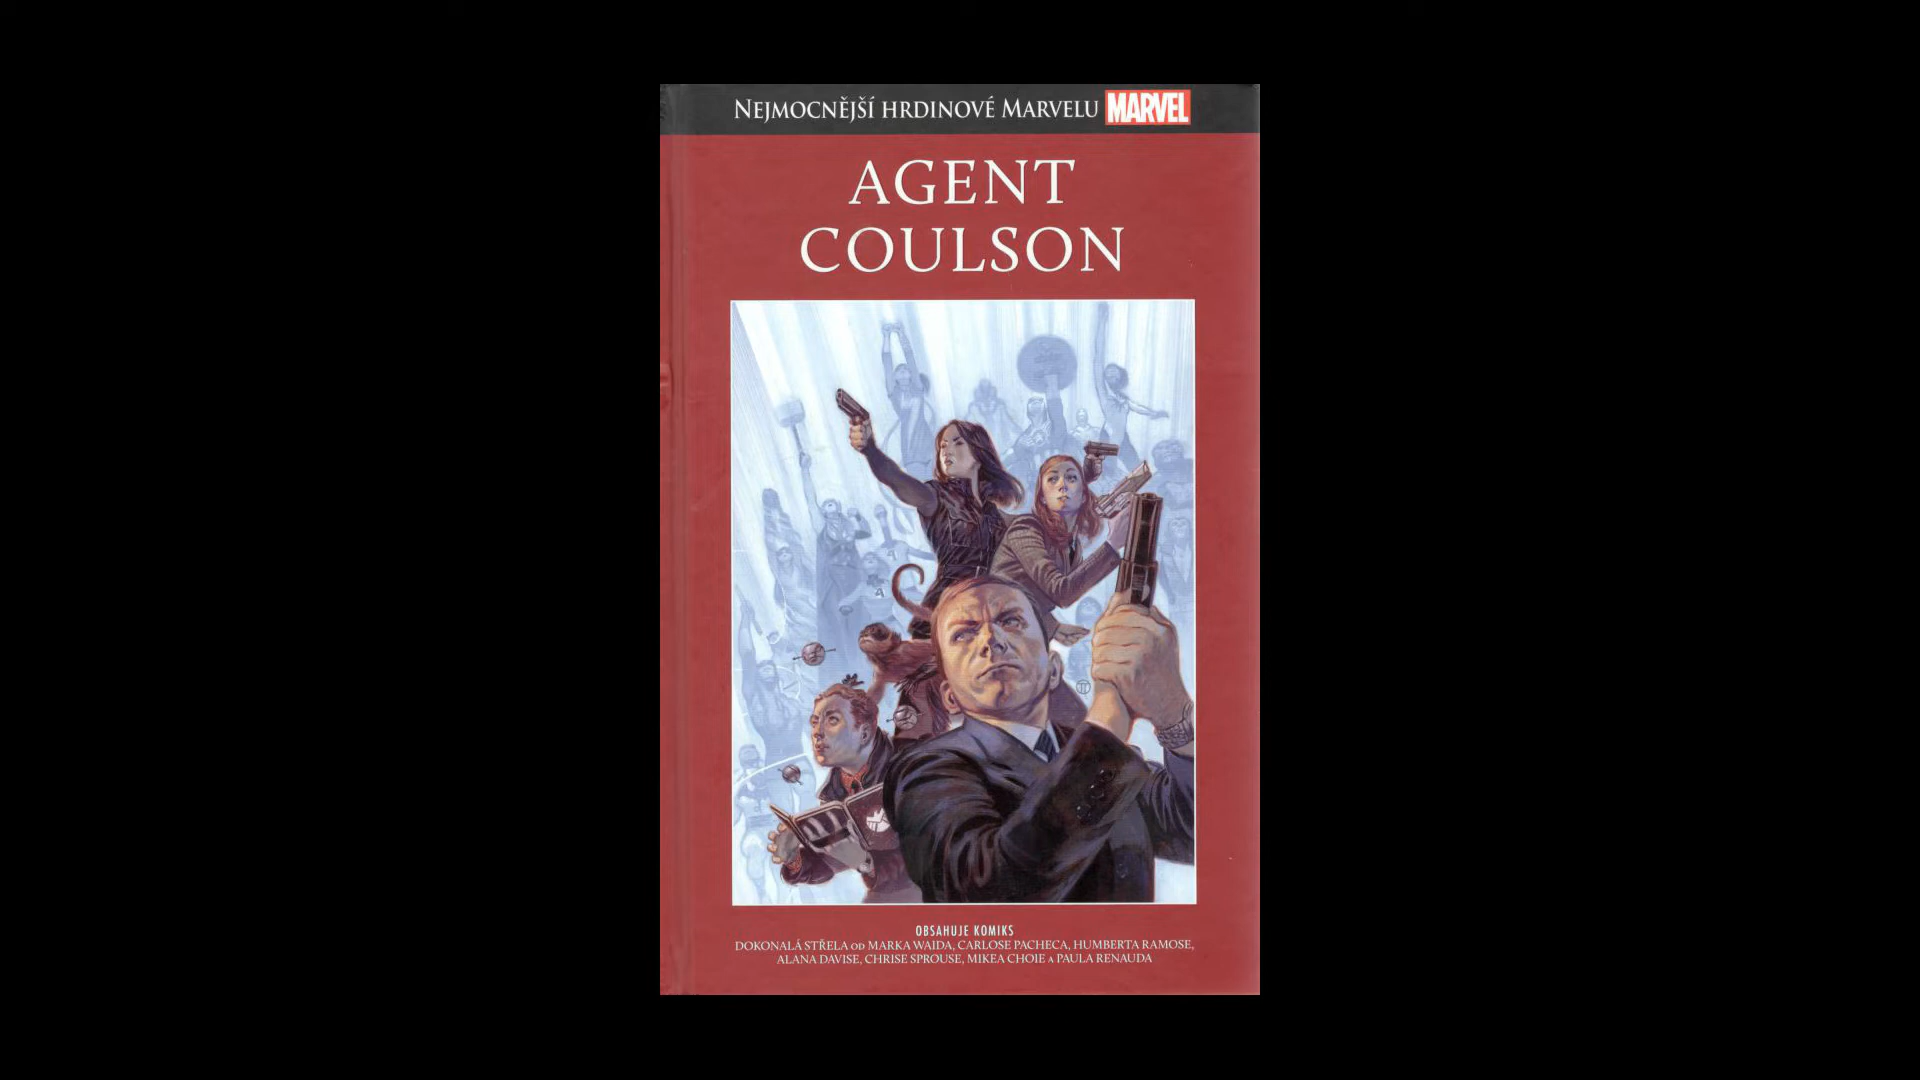 NEJMOCNĚJŠÍ HRDINOVÉ MARVELU MARVEL
AGENT
COULSON
OBSAHUJE KOMIKS
DOKONALÁ STŘELA OD MARKA WAIDA, CARLOSE PACHECA, HUMBERTA RAMOSE,
ALANA DAVISE, CHRISE SPROUSE, MIKEA CHOIE A PAULA RENAUDA